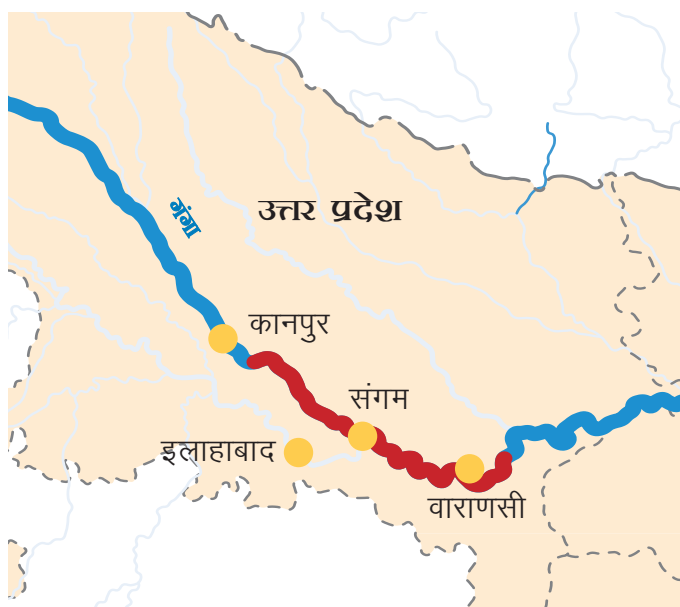 गंगा
उत्तर प्रदेश
कानपुर
संगम
इलाहाबाद
वाराणसी